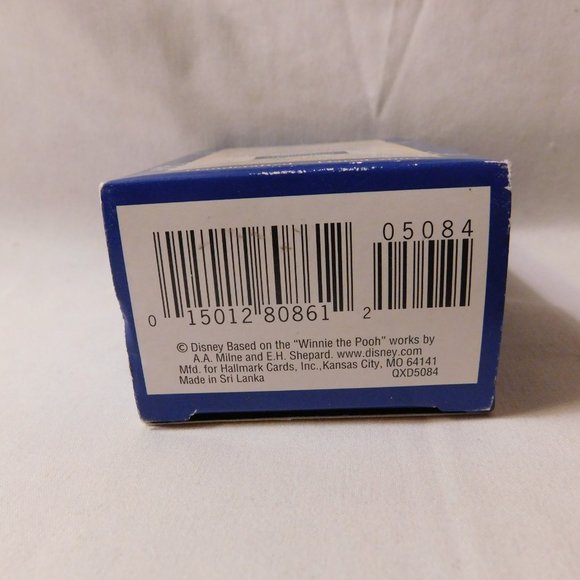 05084
0 15012 80861 2
© Disney Based on the "Winnie the Pooh" works by
A.A. Milne and E.H. Shepard. www.disney.com
Mfd. for Hallmark Cards, Inc.,Kansas City, MO 64141
Made in Sri Lanka QXD5084